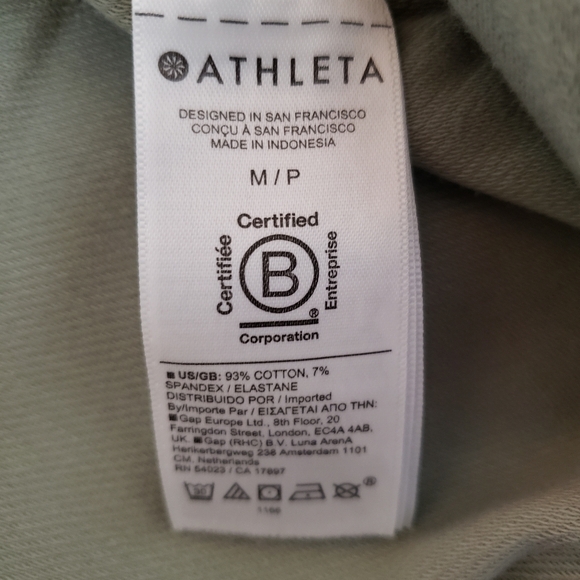 ATHLETA
DESIGNED IN SAN FRANCISCO
CONÇU À SAN FRANCISCO
MADE IN INDONESIA
M / P
Certified
Certifiée
B
Entreprise
®
Corporation
US/GB: 93% COTTON, 7%
SPANDEX / ELASTANE
DISTRIBUIDO POR / Imported
By/Importe Par / ΕΙΣΑΓΕΤΑΙ ΑΠΟ ΤΗΝ:
Gap Europe Ltd., 8th Floor, 20
Farringdon Street, London, EC4A 4AB,
UK. Gap (RHC) B.V. Luna ArenA
Herikerbergweg 238 Amsterdam 1101
CM, Netherlands
RN 54023 / CA 17897
30
®